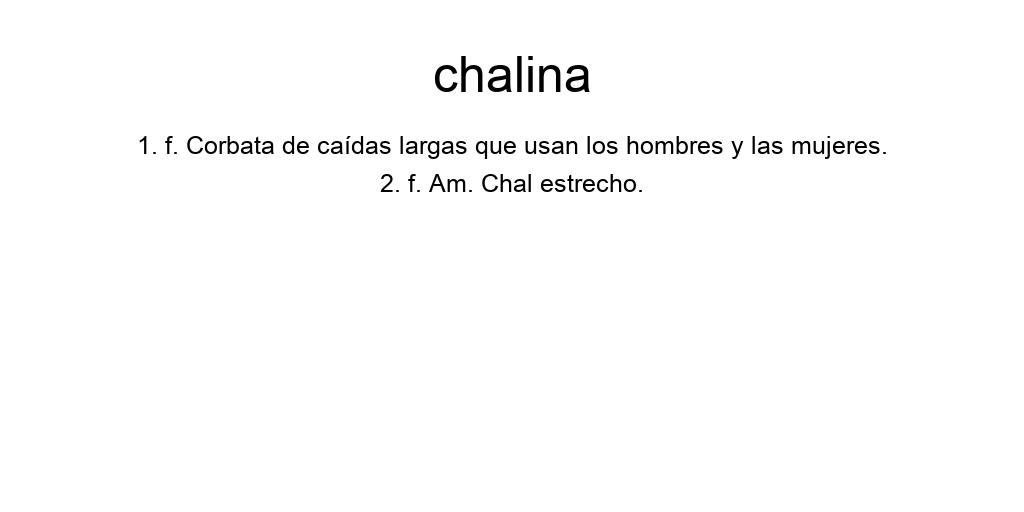 chalina
1. f. Corbata de caídas largas que usan los hombres y las mujeres.
2. f. Am. Chal estrecho.